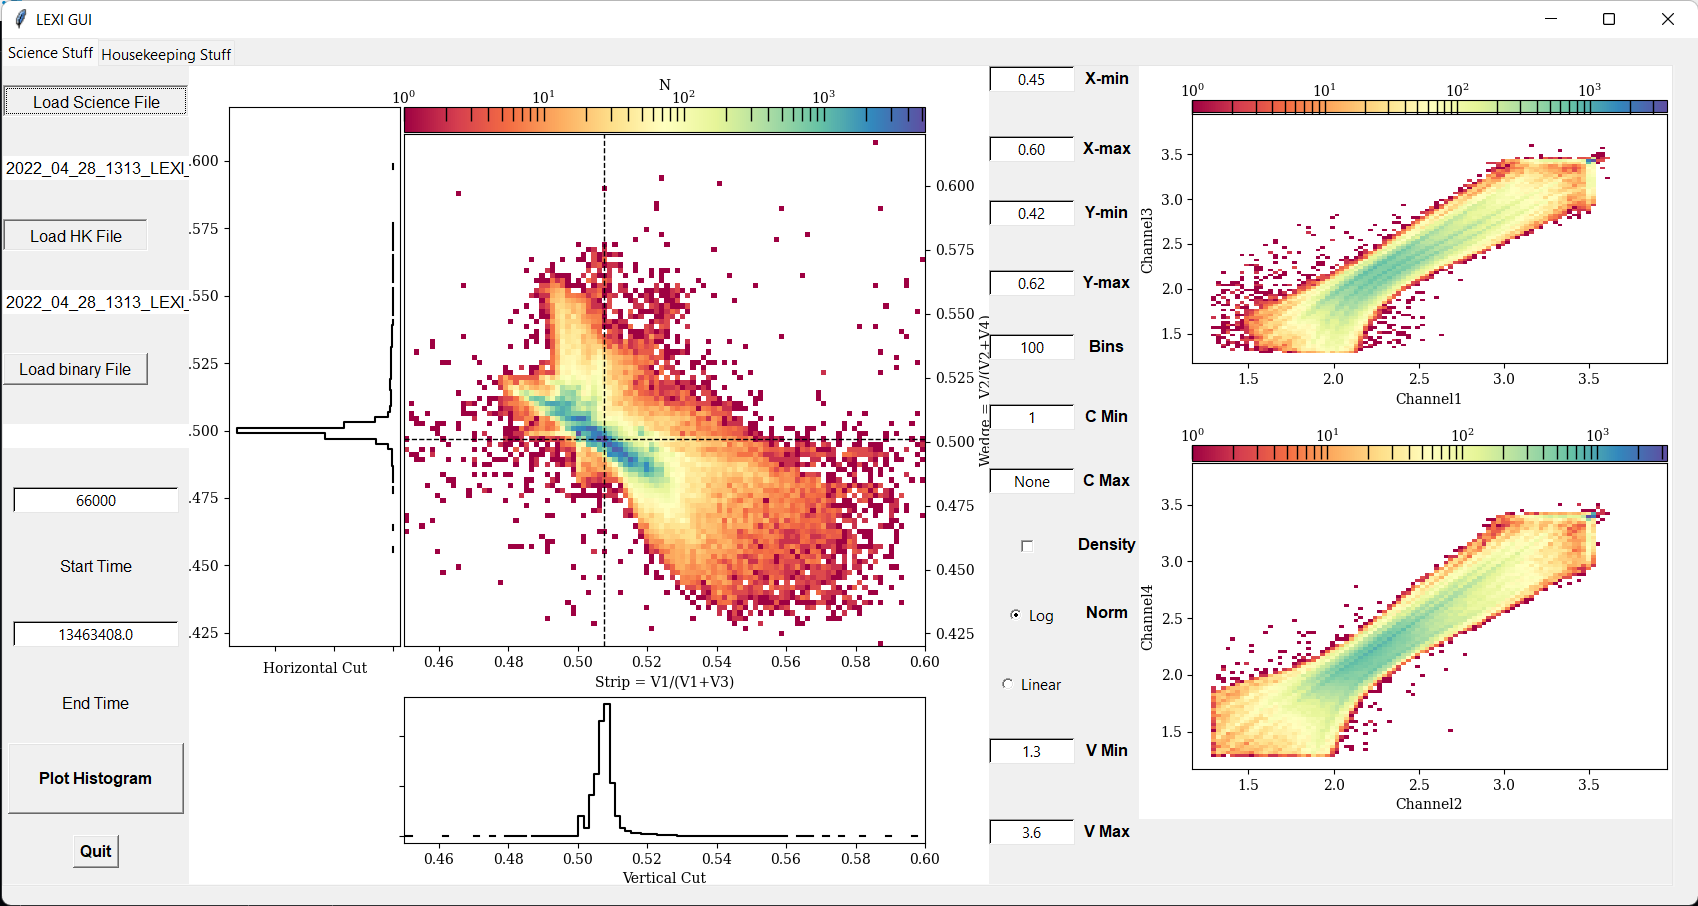 LEXI GUI
Science Stuff
Housekeeping Stuff
Load Science File
2022_04_28_1313_LEXI_
Load HK File
2022_04_28_1313_LEXI_
Load binary File
66000
Start Time
13463408.0
End Time
Plot Histogram
Quit
.600
.575
.550
.525
.500
.475
.450
.425
Horizontal Cut
N
10⁰ 10¹ 10² 10³
0.600
0.575
0.550
0.525
0.500
0.475
0.450
0.425
Wedge = V2/(V2+V4)
0.46 0.48 0.50 0.52 0.54 0.56 0.58 0.60
Strip = V1/(V1+V3)
0.46 0.48 0.50 0.52 0.54 0.56 0.58 0.60
Vertical Cut
0.45 X-min
0.60 X-max
0.42 Y-min
0.62 Y-max
100 Bins
1 C Min
None C Max
Density
Log Norm
Linear
1.3 V Min
3.6 V Max
10⁰ 10¹ 10² 10³
3.5
3.0
2.5
2.0
1.5
Channel3
1.5 2.0 2.5 3.0 3.5
Channel1
10⁰ 10¹ 10² 10³
3.5
3.0
2.5
2.0
1.5
Channel4
1.5 2.0 2.5 3.0 3.5
Channel2